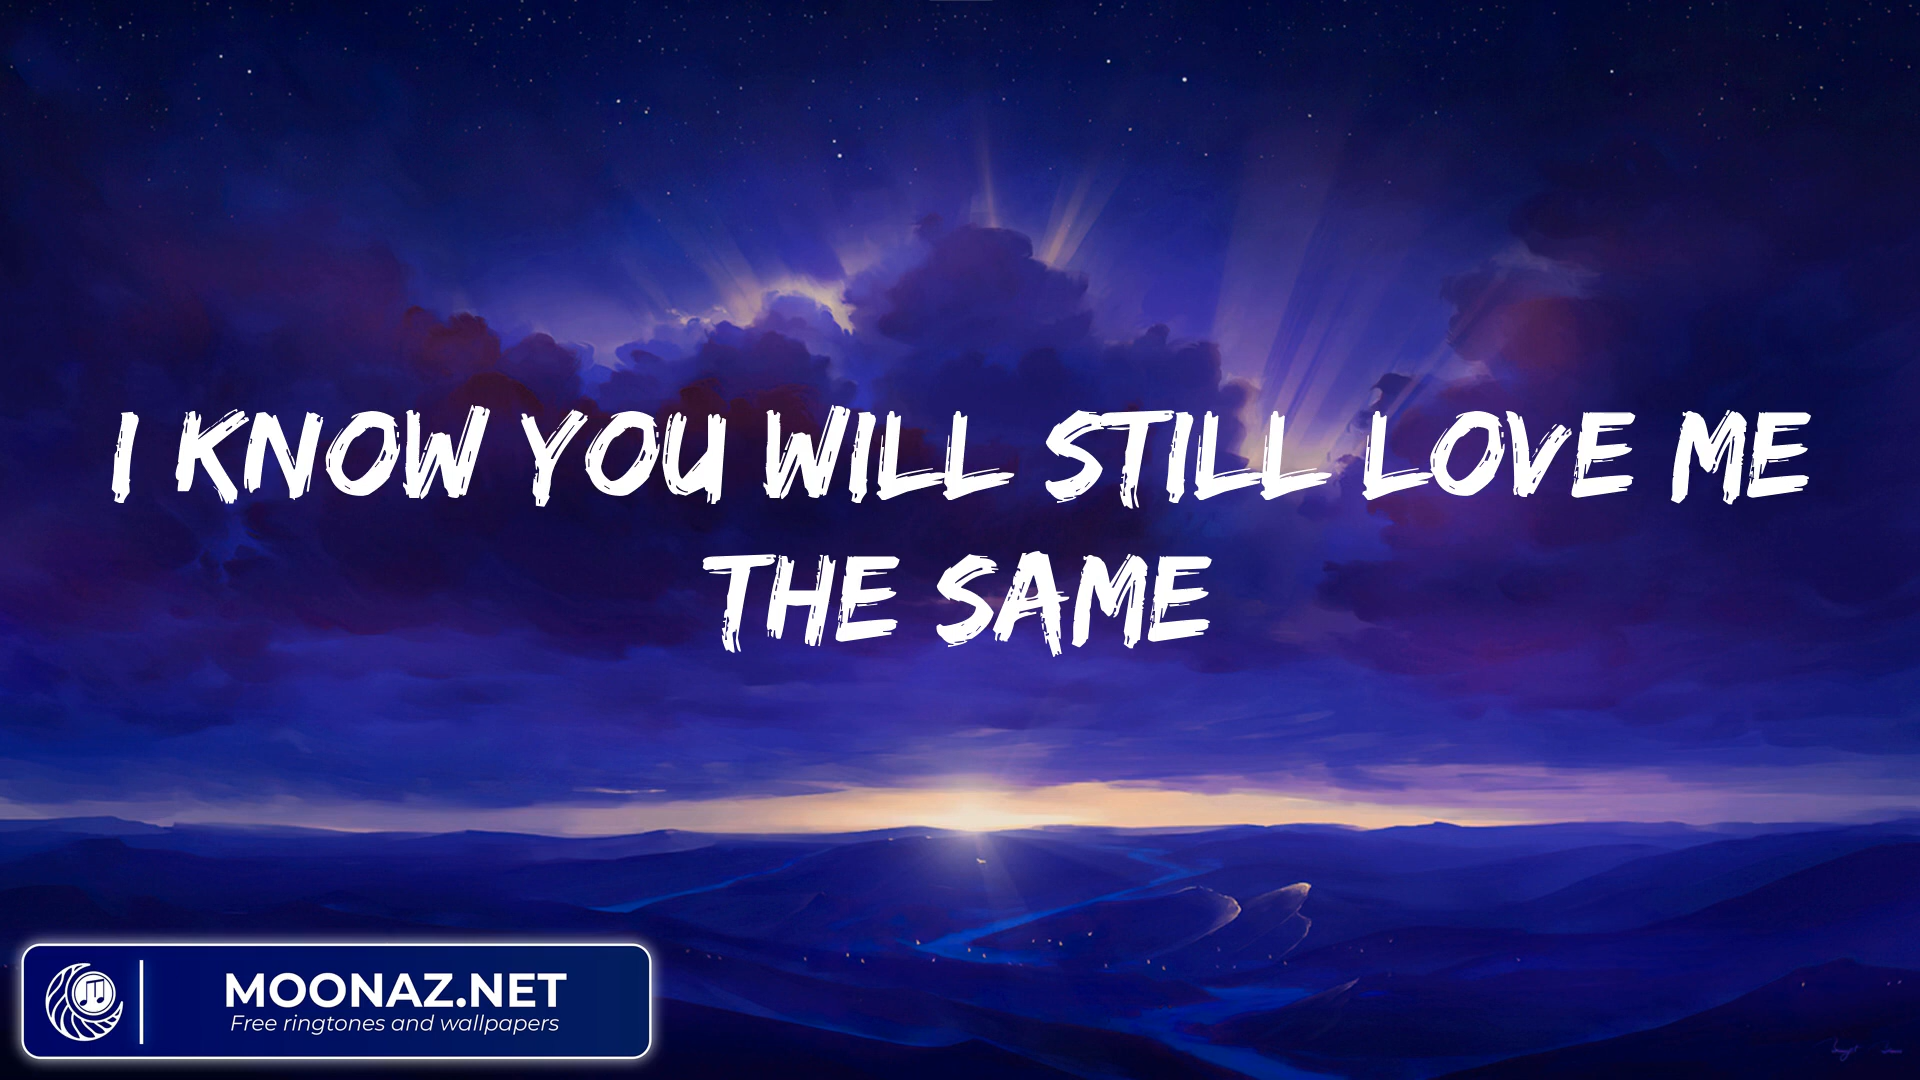 I KNOW YOU WILL STILL LOVE ME
THE SAME
MOONAZ.NET
Free ringtones and wallpapers